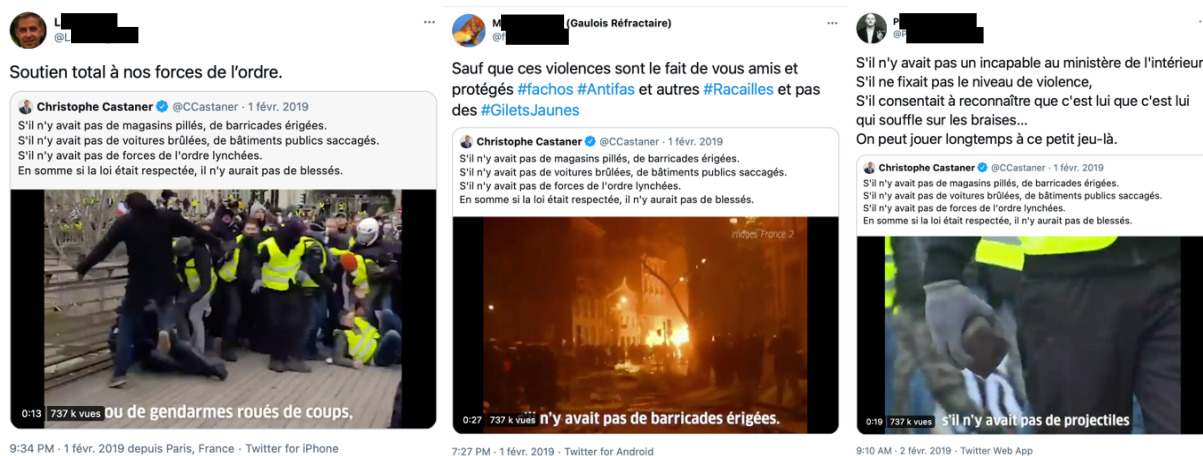 L
@L
Soutien total à nos forces de l'ordre.
Christophe Castaner @CCastaner · 1 févr. 2019
S'il n'y avait pas de magasins pillés, de barricades érigées.
S'il n'y avait pas de voitures brûlées, de bâtiments publics saccagés.
S'il n'y avait pas de forces de l'ordre lynchées.
En somme si la loi était respectée, il n'y aurait pas de blessés.
0:13 737 k vues
ou de gendarmes roués de coups,
9:34 PM · 1 févr. 2019 depuis Paris, France · Twitter for iPhone
M (Gaulois Réfractaire)
@f
Sauf que ces violences sont le fait de vous amis et
protégés #fachos #Antifas et autres #Racailles et pas
des #GiletsJaunes
Christophe Castaner @CCastaner · 1 févr. 2019
S'il n'y avait pas de magasins pillés, de barricades érigées.
S'il n'y avait pas de voitures brûlées, de bâtiments publics saccagés.
S'il n'y avait pas de forces de l'ordre lynchées.
En somme si la loi était respectée, il n'y aurait pas de blessés.
images France 2
0:27 737 k vues
n'y avait pas de barricades érigées.
7:27 PM · 1 févr. 2019 · Twitter for Android
P
@F
S'il n'y avait pas un incapable au ministère de l'intérieur
S'il ne fixait pas le niveau de violence,
S'il consentait à reconnaître que c'est lui que c'est lui
qui souffle sur les braises...
On peut jouer longtemps à ce petit jeu-là.
Christophe Castaner @CCastaner · 1 févr. 2019
S'il n'y avait pas de magasins pillés, de barricades érigées.
S'il n'y avait pas de voitures brûlées, de bâtiments publics saccagés.
S'il n'y avait pas de forces de l'ordre lynchées.
En somme si la loi était respectée, il n'y aurait pas de blessés.
0:19 737 k vues
s'il n'y avait pas de projectiles
9:10 AM · 2 févr. 2019 · Twitter Web App